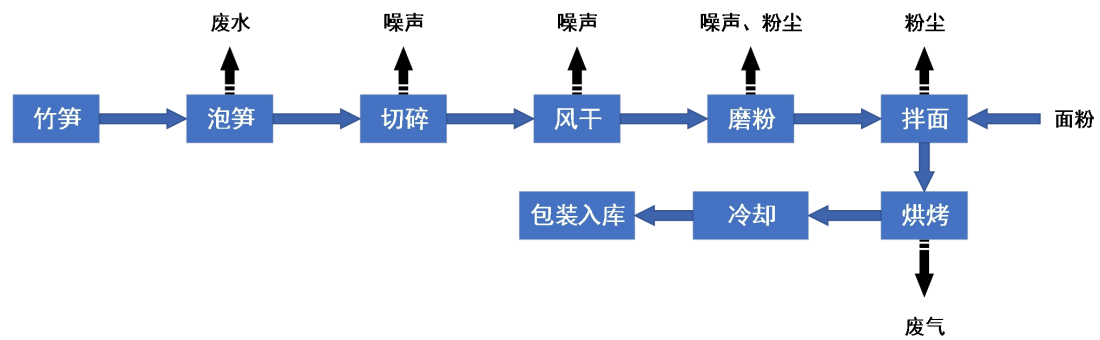 废水 噪声 噪声 噪声、粉尘 粉尘
竹笋 泡笋 切碎 风干 磨粉 拌面 面粉
包装入库 冷却 烘烤
废气